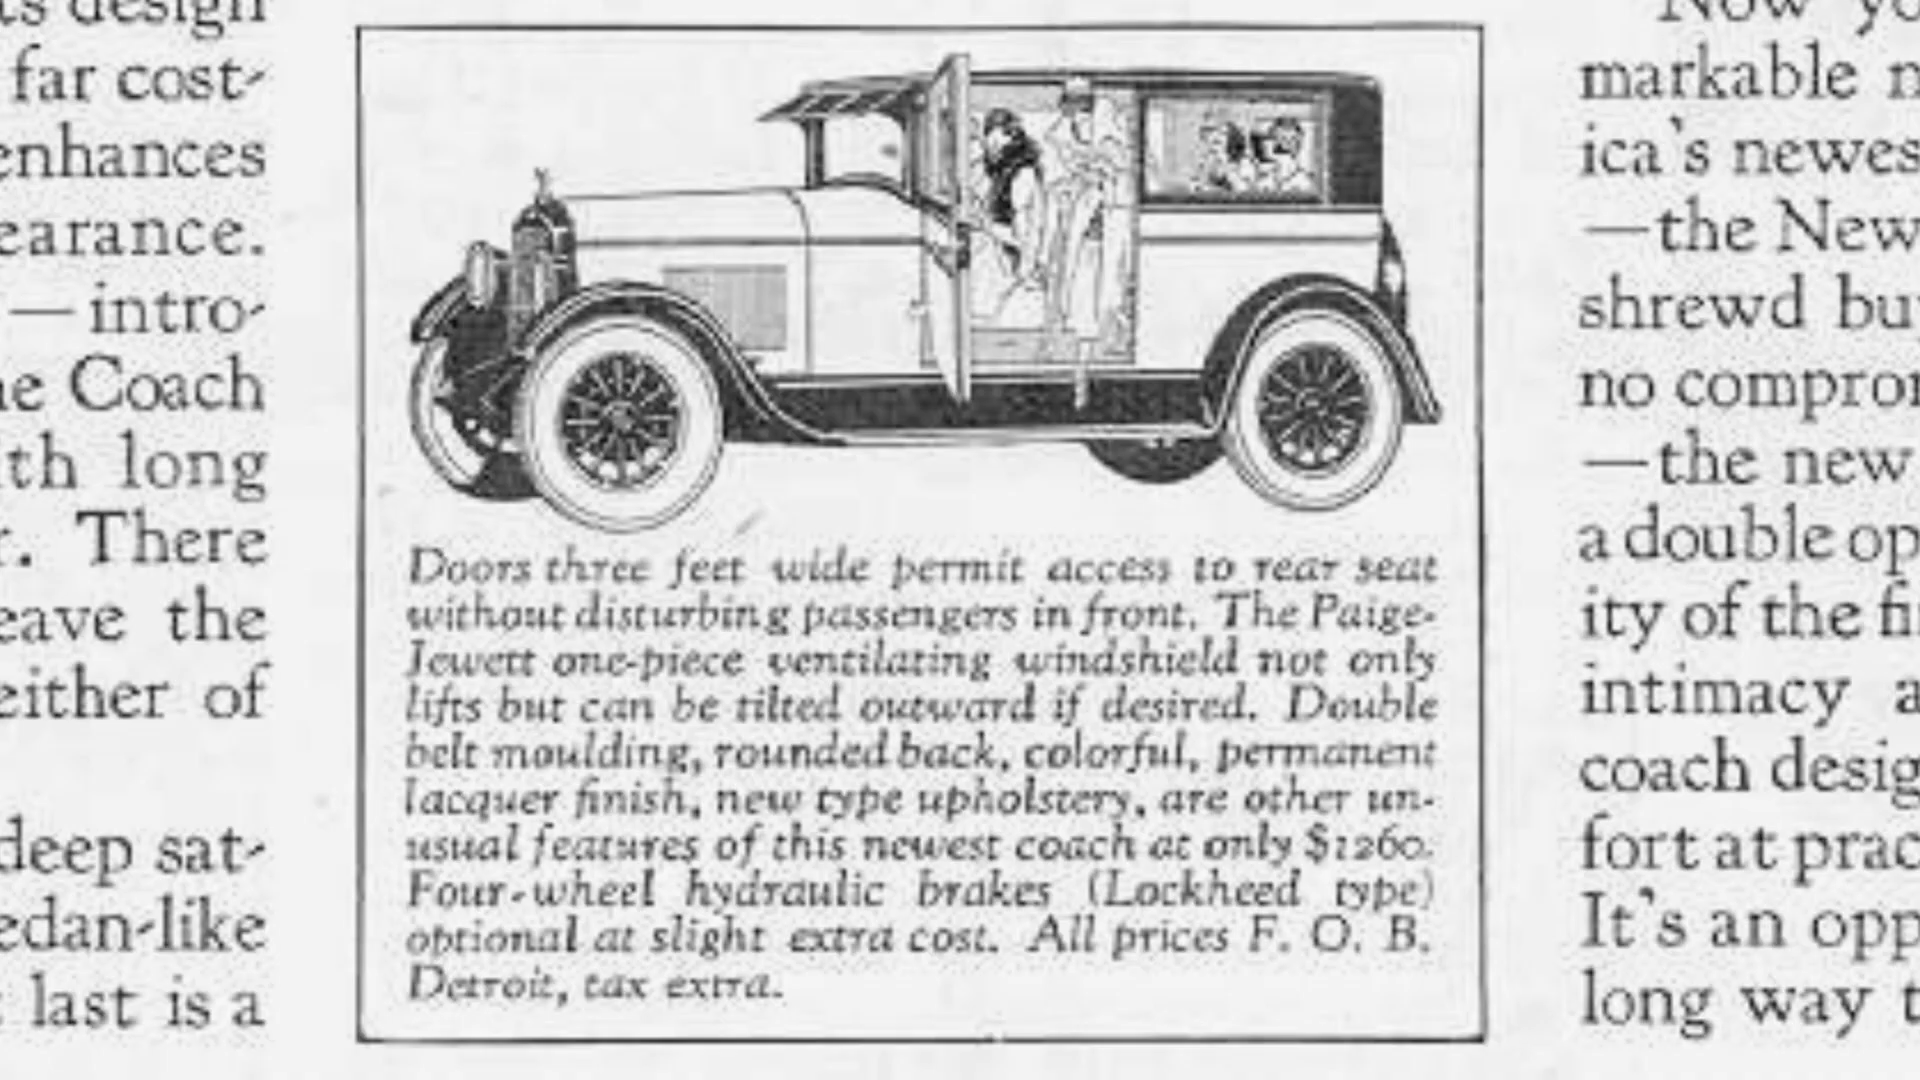 ts design
far cost-
enhances
earance.
— intro-
ne Coach
ith long
r. There
eave the
either of
deep sat-
edan-like
last is a
Doors three feet wide permit access to rear seat
without disturbing passengers in front. The Paige-
Jewett one-piece ventilating windshield not only
lifts but can be tilted outward if desired. Double
belt moulding, rounded back, colorful, permanent
lacquer finish, new type upholstery, are other un-
usual features of this newest coach at only $1260.
Four-wheel hydraulic brakes (Lockheed type)
optional at slight extra cost. All prices F. O. B.
Detroit, tax extra.
Now yo
markable n
ica's newes
—the New
shrewd bu
no compro
—the new
a double op
ity of the fi
intimacy a
coach desig
fort at prac
It's an opp
long way t